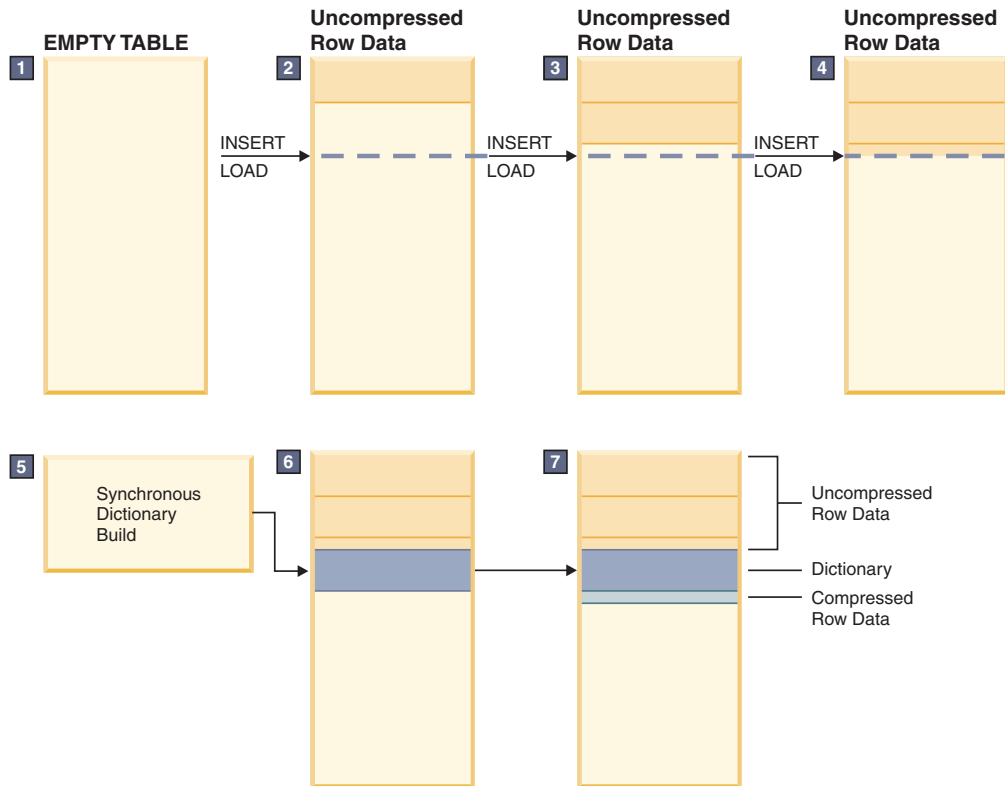 1
EMPTY TABLE
2
Uncompressed
Row Data
3
Uncompressed
Row Data
4
Uncompressed
Row Data
INSERT
LOAD
INSERT
LOAD
INSERT
LOAD
5
Synchronous
Dictionary
Build
6
7
Uncompressed
Row Data
Dictionary
Compressed
Row Data